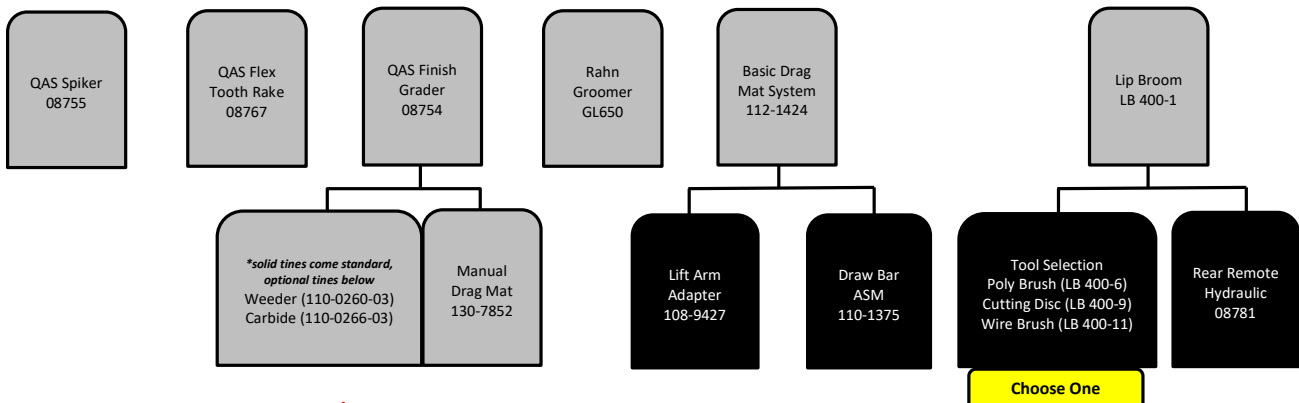 QAS Spiker
08755
QAS Flex
Tooth Rake
08767
QAS Finish
Grader
08754
Rahn
Groomer
GL650
Basic Drag
Mat System
112-1424
Lip Broom
LB 400-1
*solid tines come standard,
optional tines below
Weeder (110-0260-03)
Carbide (110-0266-03)
Manual
Drag Mat
130-7852
Lift Arm
Adapter
108-9427
Draw Bar
ASM
110-1375
Tool Selection
Poly Brush (LB 400-6)
Cutting Disc (LB 400-9)
Wire Brush (LB 400-11)
Rear Remote
Hydraulic
08781
Choose One